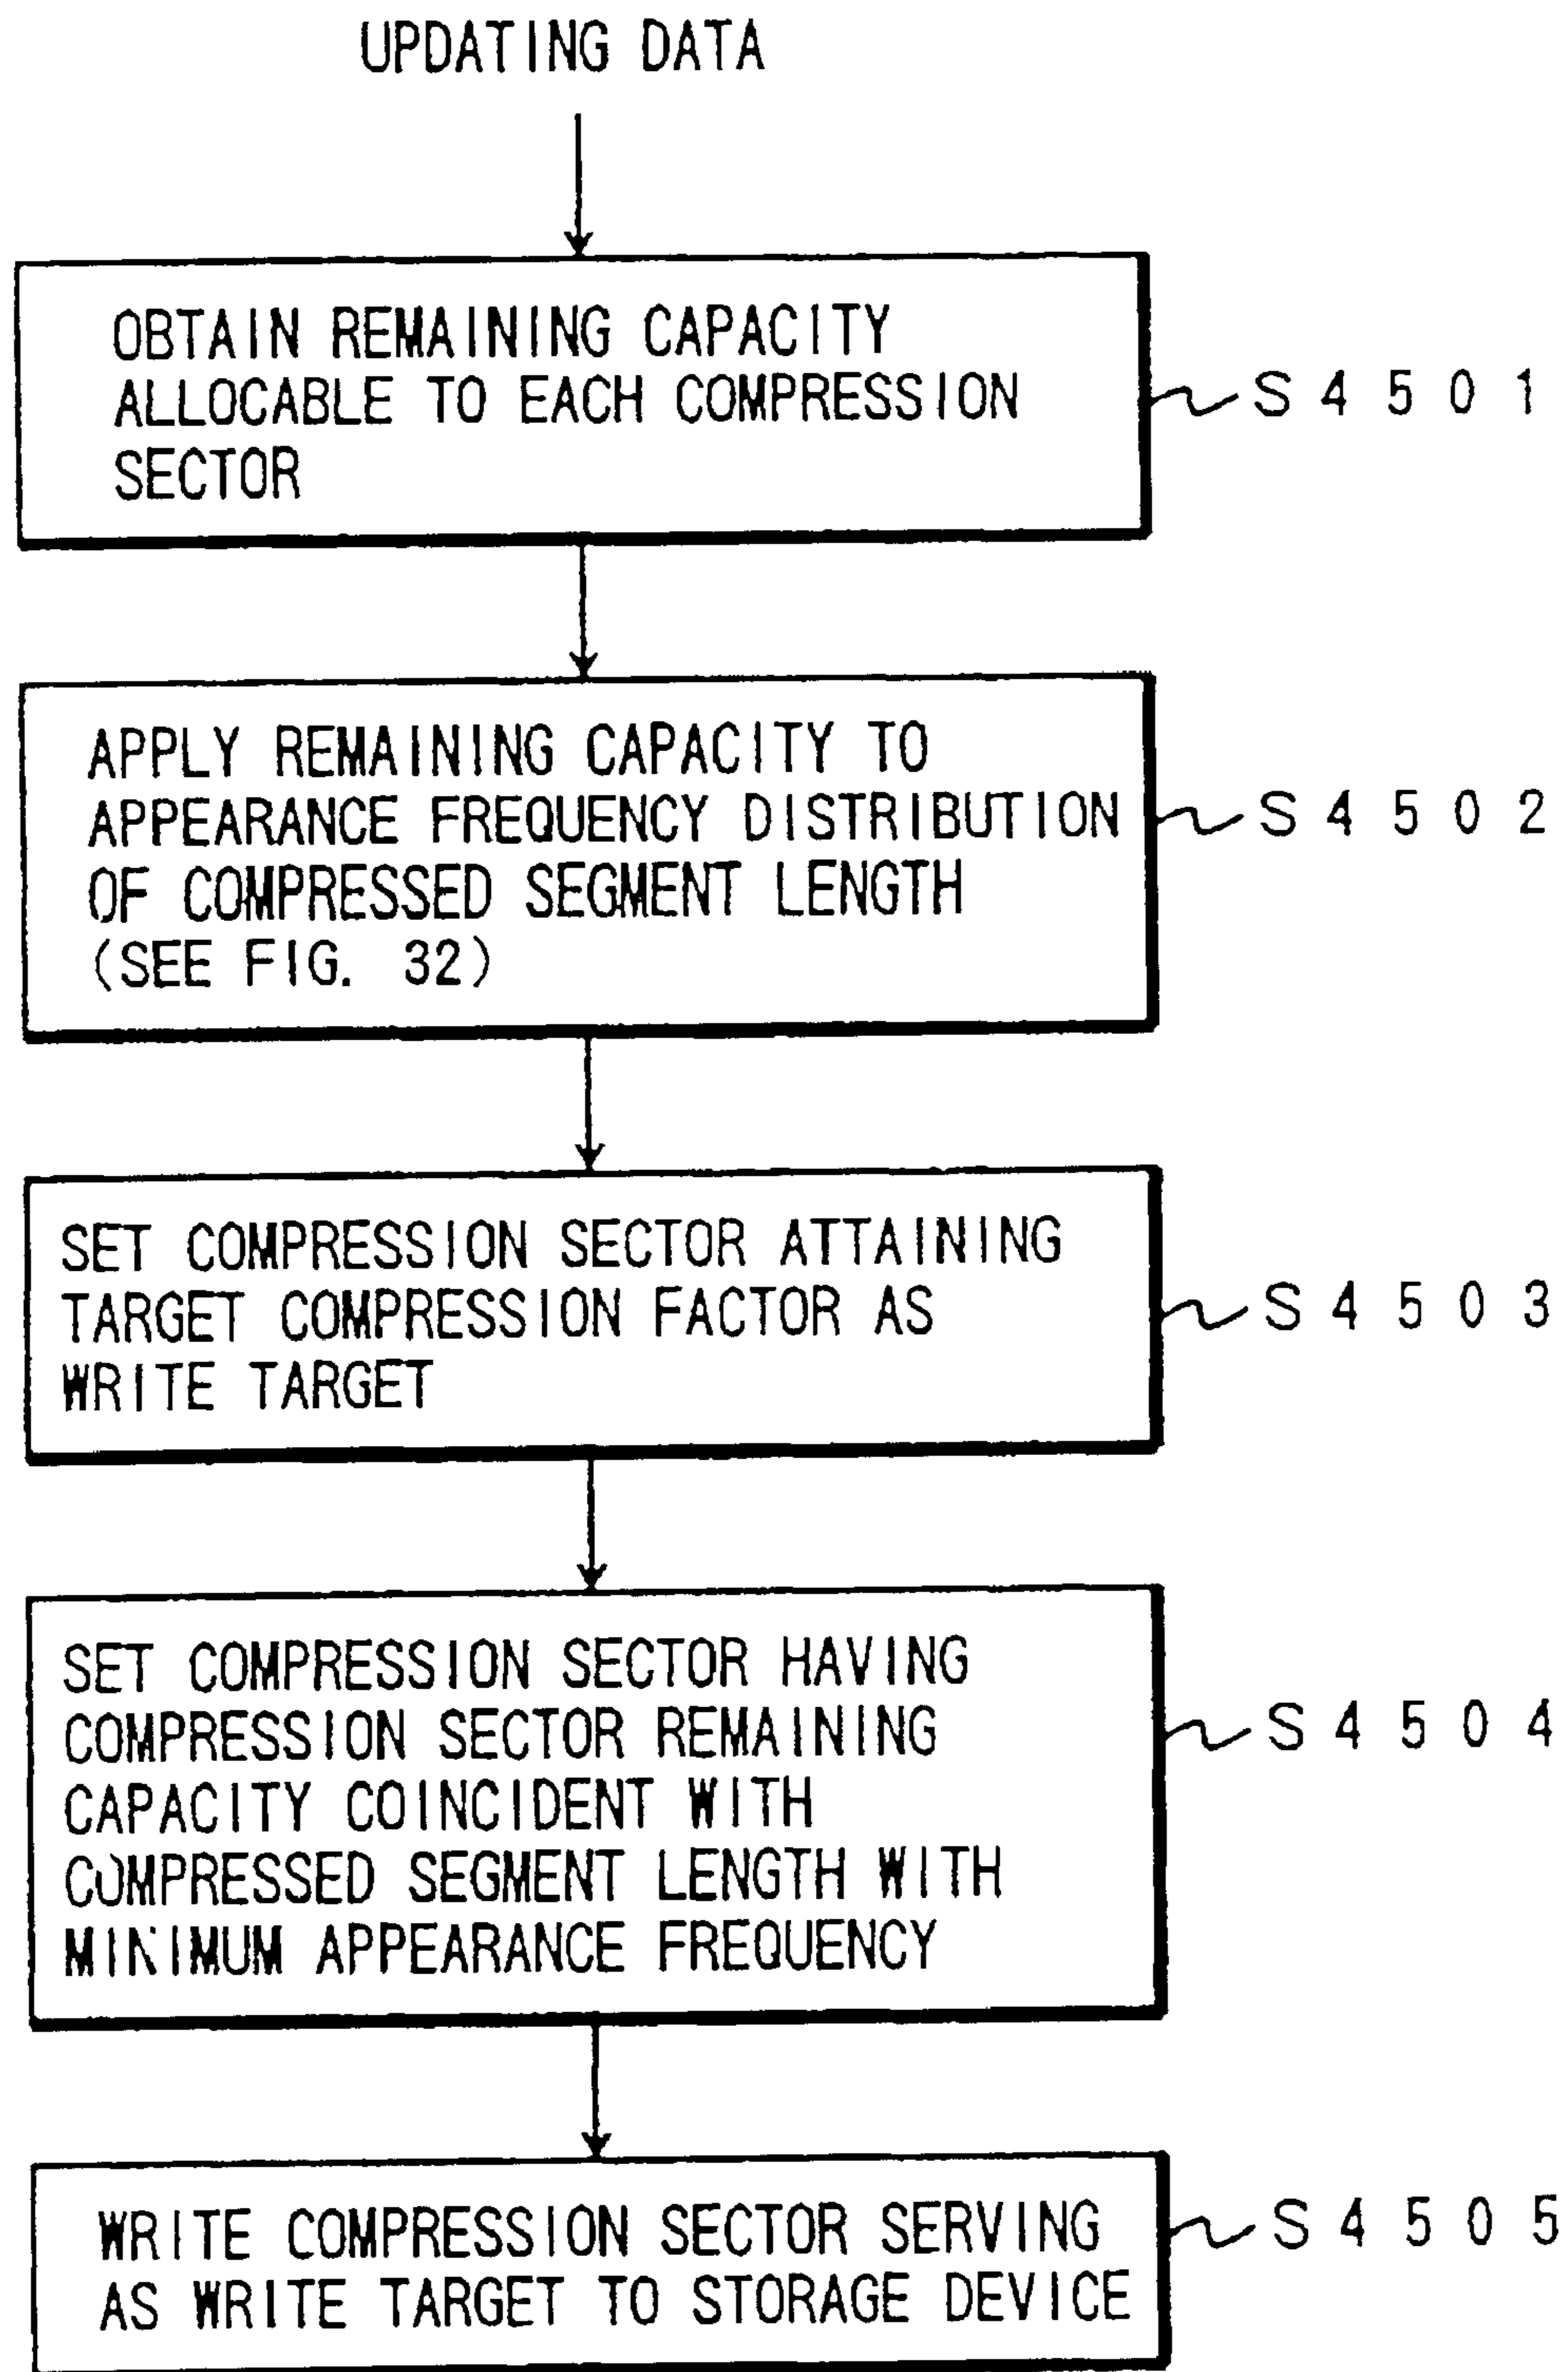 UPDATING DATA
OBTAIN REMAINING CAPACITY
ALLOCABLE TO EACH COMPRESSION
SECTOR
S4501
APPLY REMAINING CAPACITY TO
APPEARANCE FREQUENCY DISTRIBUTION
OF COMPRESSED SEGMENT LENGTH
(SEE FIG. 32)
S4502
SET COMPRESSION SECTOR ATTAINING
TARGET COMPRESSION FACTOR AS
WRITE TARGET
S4503
SET COMPRESSION SECTOR HAVING
COMPRESSION SECTOR REMAINING
CAPACITY COINCIDENT WITH
COMPRESSED SEGMENT LENGTH WITH
MINIMUM APPEARANCE FREQUENCY
S4504
WRITE COMPRESSION SECTOR SERVING
AS WRITE TARGET TO STORAGE DEVICE
S4505